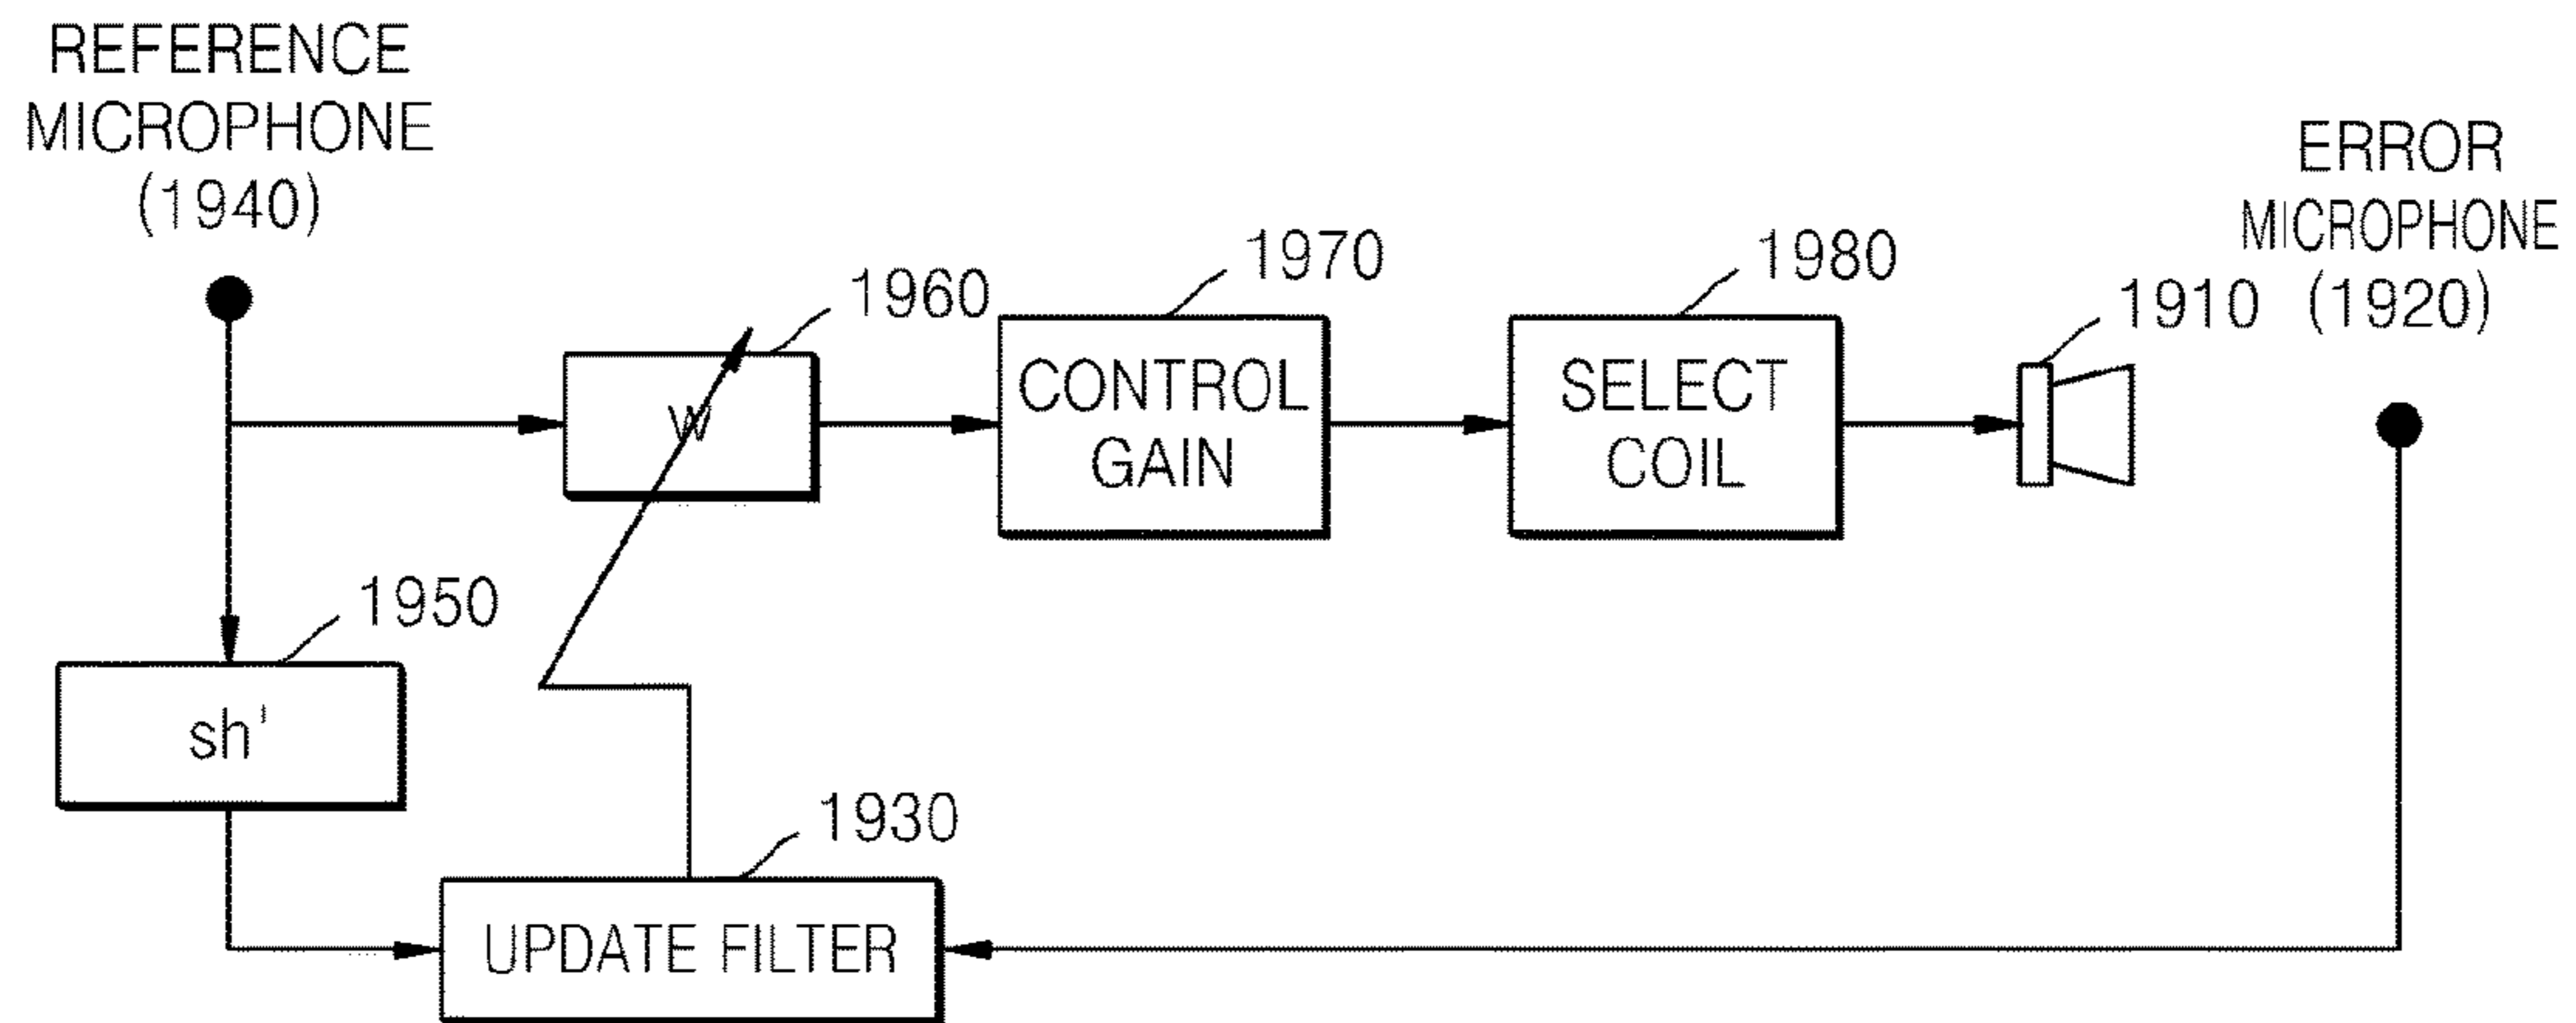 REFERENCE
MICROPHONE
(1940)
ERROR
MICROPHONE
(1920)
1960
1970
1980
1910
W
CONTROL
GAIN
SELECT
COIL
1950
sh'
1930
UPDATE FILTER